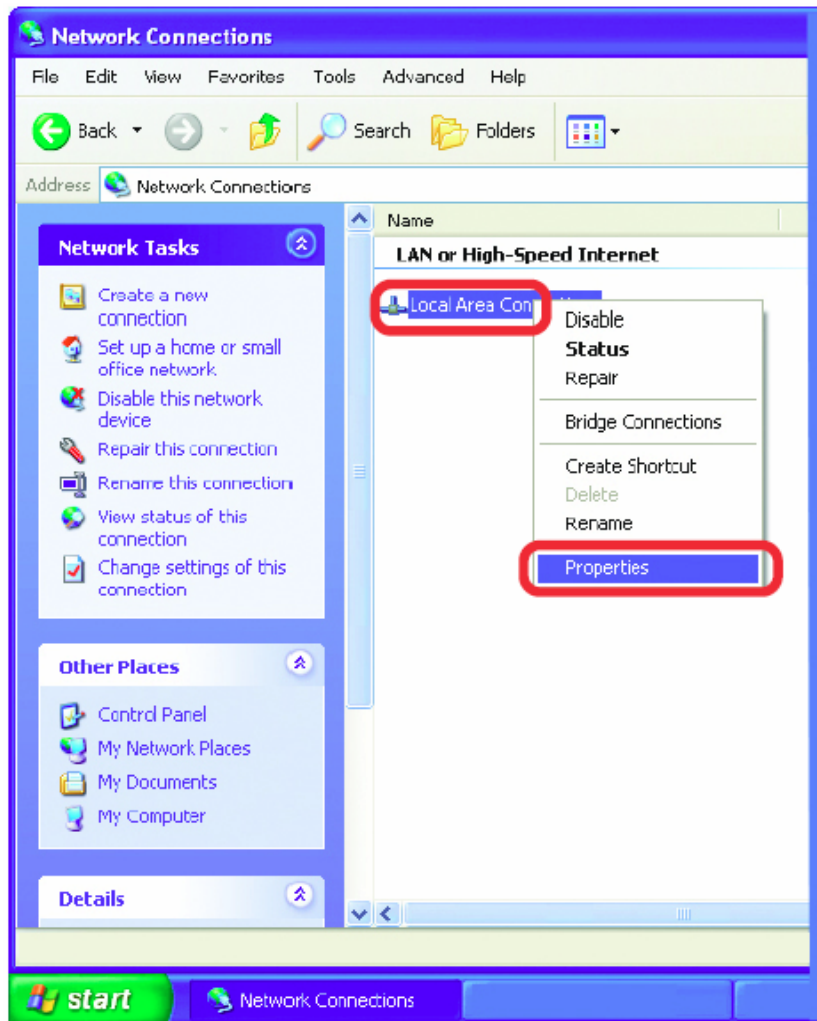 Network Connections
File Edit View Favorites Tools Advanced Help
Back Search Folders
Address Network Connections
Network Tasks
Create a new
connection
Set up a home or small
office network
Disable this network
device
Repair this connection
Rename this connection
View status of this
connection
Change settings of this
connection
Other Places
Control Panel
My Network Places
My Documents
My Computer
Details
Name
LAN or High-Speed Internet
Local Area Con
Disable
Status
Repair
Bridge Connections
Create Shortcut
Delete
Rename
Properties
start Network Connections